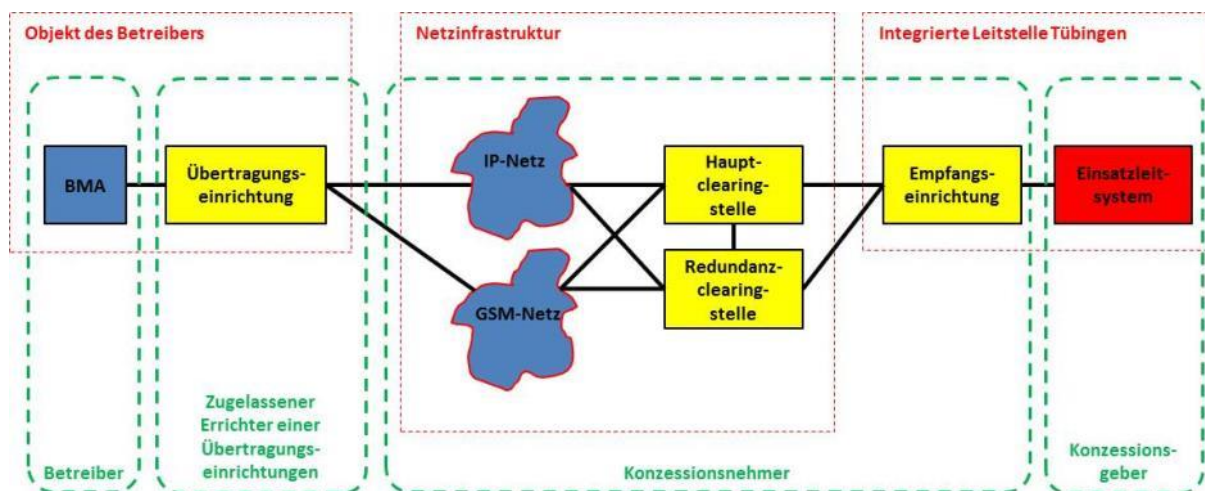 Objekt des Betreibers
Netzinfrastruktur
Integrierte Leitstelle Tübingen
BMA
Übertragungs-
einrichtung
IP-Netz
Haupt-
clearing-
stelle
Empfangs-
einrichtung
Einsatzleit-
system
GSM-Netz
Redundanz-
clearing-
stelle
Betreiber
Zugelassener
Errichter einer
Übertragungs-
einrichtungen
Konzessionsnehmer
Konzessions-
geber